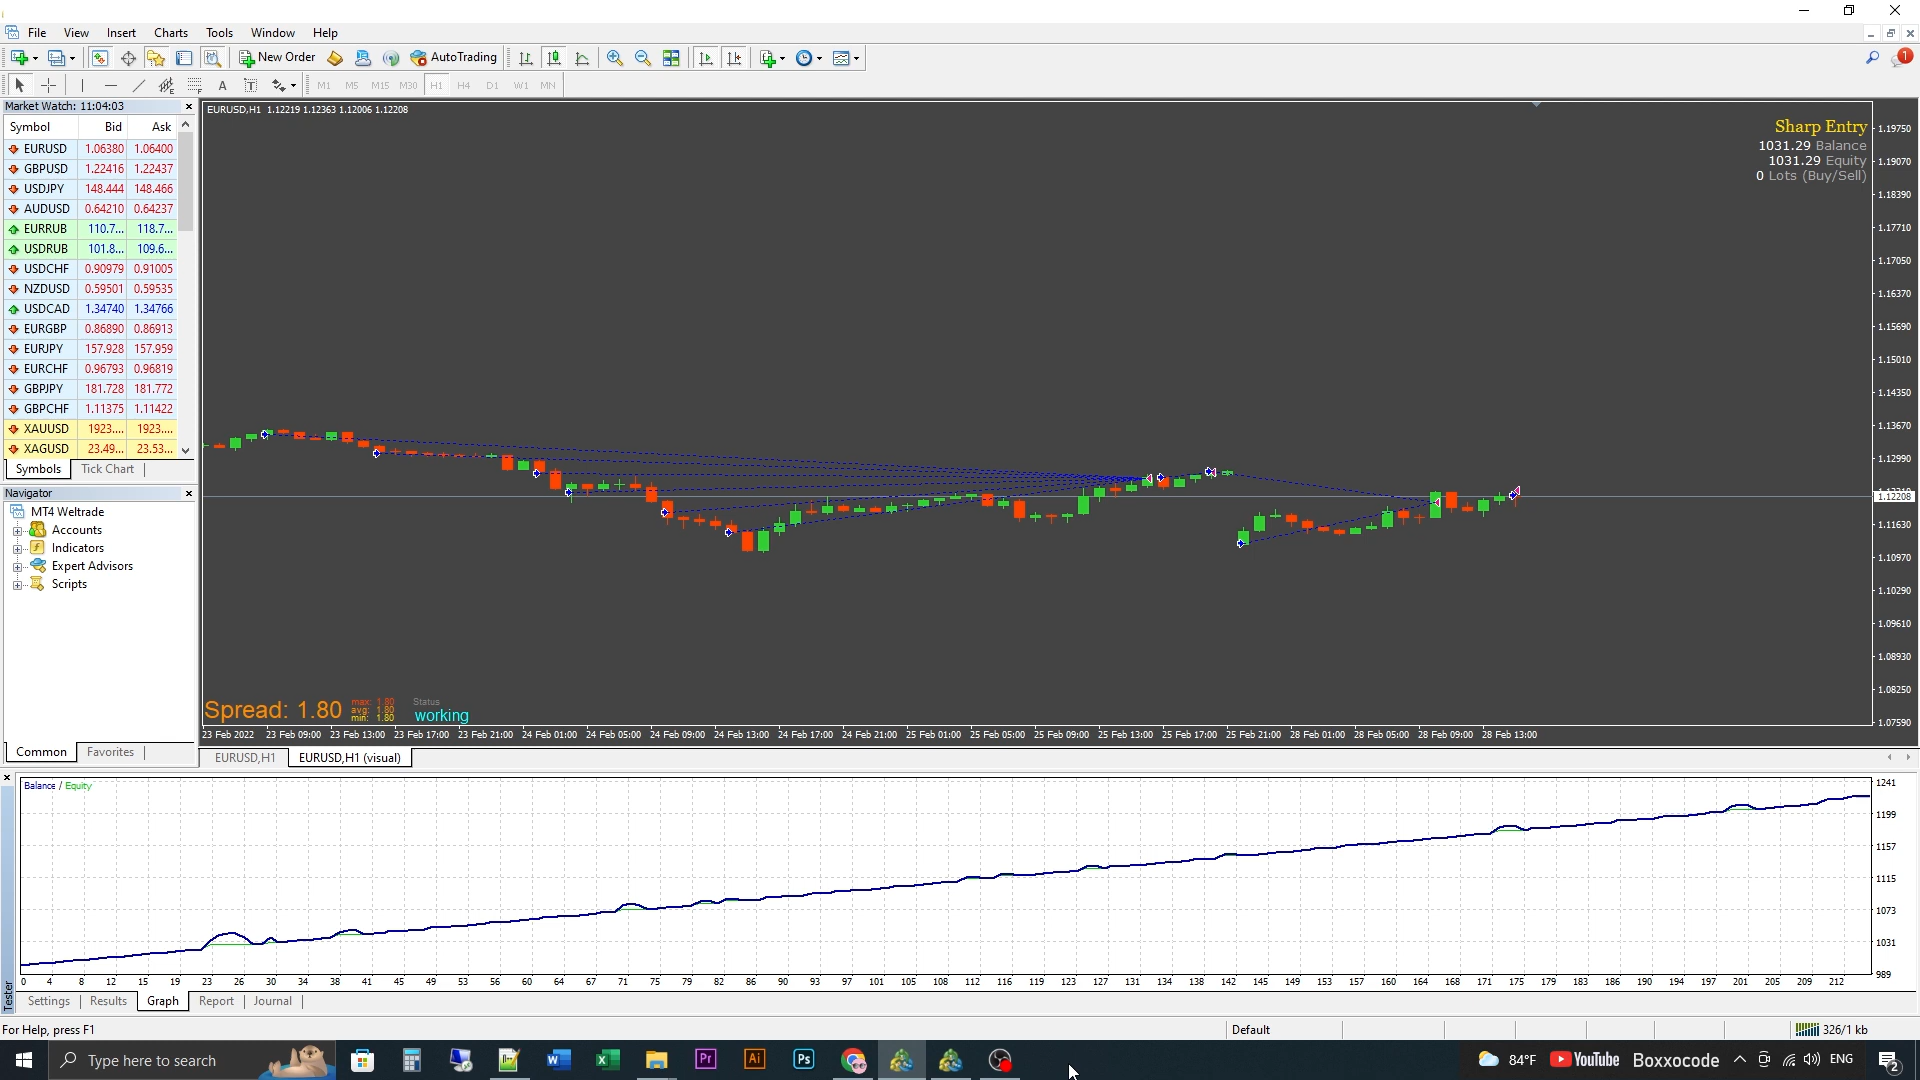 File View Insert Charts Tools Window Help
New Order AutoTrading
M1 M5 M15 M30 H1 H4 D1 W1 MN
Market Watch: 11:04:03
Symbol Bid Ask
EURUSD 1.06380 1.06400
GBPUSD 1.22416 1.22437
USDJPY 148.444 148.466
AUDUSD 0.64210 0.64237
EURRUB 110.7... 118.7...
USDRUB 101.8... 109.6...
USDCHF 0.90979 0.91005
NZDUSD 0.59501 0.59535
USDCAD 1.34740 1.34766
EURGBP 0.86890 0.86913
EURJPY 157.928 157.959
EURCHF 0.96793 0.96819
GBPJPY 181.728 181.772
GBPCHF 1.11375 1.11422
XAUUSD 1923.... 1923....
XAGUSD 23.49... 23.53...
Symbols Tick Chart
Navigator
MT4 Weltrade
Accounts
Indicators
Expert Advisors
Scripts
Common Favorites
EURUSD,H1 1.12219 1.12363 1.12006 1.12208
Sharp Entry
1031.29 Balance
1031.29 Equity
0 Lots (Buy/Sell)
1.19750
1.19070
1.18390
1.17710
1.17050
1.16370
1.15690
1.15010
1.14350
1.13670
1.12990
1.12208
1.11630
1.10970
1.10290
1.09610
1.08930
1.08250
1.07590
Spread: 1.80
max: 1.80
avg: 1.80
min: 1.80
Status
working
23 Feb 2022 23 Feb 09:00 23 Feb 13:00 23 Feb 17:00 23 Feb 21:00 24 Feb 01:00 24 Feb 05:00 24 Feb 09:00 24 Feb 13:00 24 Feb 17:00 24 Feb 21:00 25 Feb 01:00 25 Feb 05:00 25 Feb 09:00 25 Feb 13:00 25 Feb 17:00 25 Feb 21:00 28 Feb 01:00 28 Feb 05:00 28 Feb 09:00 28 Feb 13:00
EURUSD,H1 EURUSD,H1 (visual)
Balance / Equity
1241
1199
1157
1115
1073
1031
989
0 4 8 12 15 19 23 26 30 34 38 41 45 49 53 56 60 64 67 71 75 79 82 86 90 93 97 101 105 108 112 116 119 123 127 131 134 138 142 145 149 153 157 160 164 168 171 175 179 183 186 190 194 197 201 205 209 212
Tester
Settings Results Graph Report Journal
For Help, press F1 Default 326/1 kb
Type here to search 84°F YouTube Boxxocode ENG